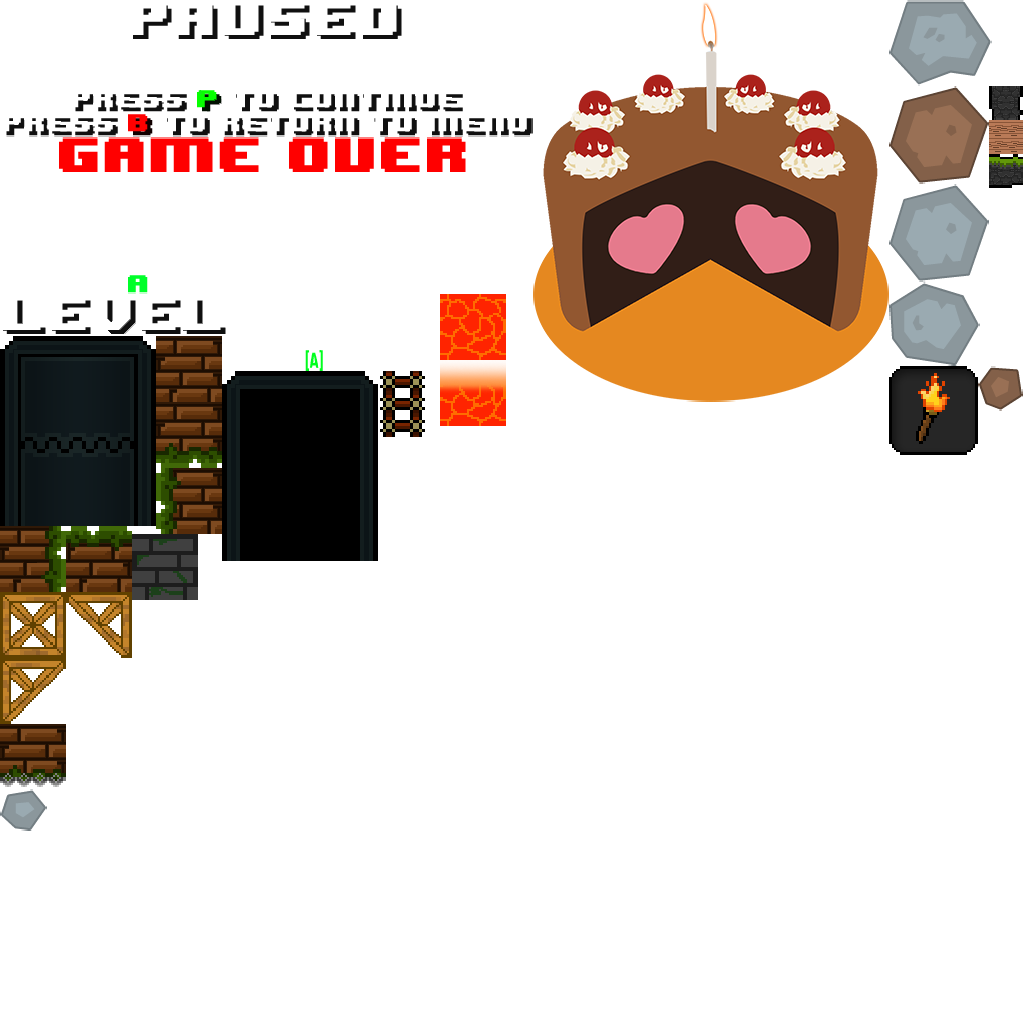 PAUSED
PRESS P TO CONTINUE
PRESS B TO RETURN TO MENU
GAME OVER
A
LEVEL
[A]